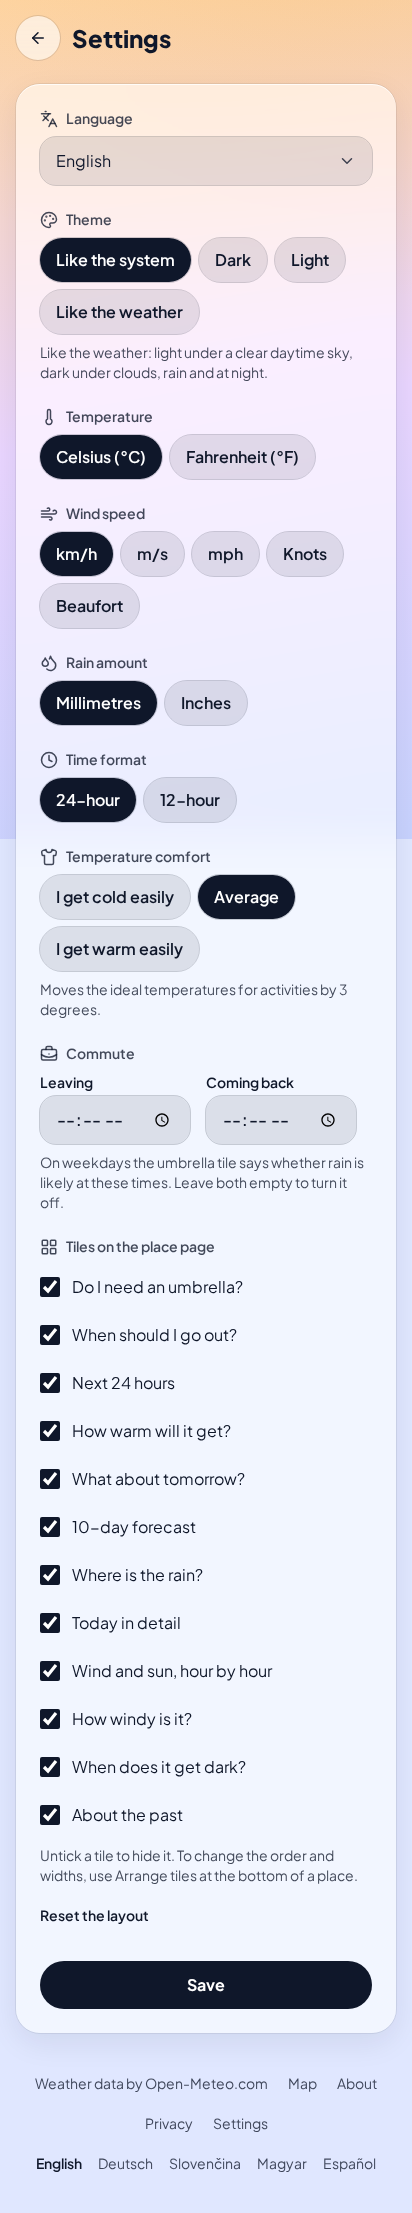 Settings
Language
English
Theme
Like the system Dark Light
Like the weather
Like the weather: light under a clear daytime sky,
dark under clouds, rain and at night.
Temperature
Celsius (°C) Fahrenheit (°F)
Wind speed
km/h m/s mph Knots
Beaufort
Rain amount
Millimetres Inches
Time format
24-hour 12-hour
Temperature comfort
I get cold easily Average
I get warm easily
Moves the ideal temperatures for activities by 3
degrees.
Commute
Leaving Coming back
--:-- -- --:-- --
On weekdays the umbrella tile says whether rain is
likely at these times. Leave both empty to turn it
off.
Tiles on the place page
Do I need an umbrella?
When should I go out?
Next 24 hours
How warm will it get?
What about tomorrow?
10-day forecast
Where is the rain?
Today in detail
Wind and sun, hour by hour
How windy is it?
When does it get dark?
About the past
Untick a tile to hide it. To change the order and
widths, use Arrange tiles at the bottom of a place.
Reset the layout
Save
Weather data by Open-Meteo.com Map About
Privacy Settings
English Deutsch Slovenčina Magyar Español